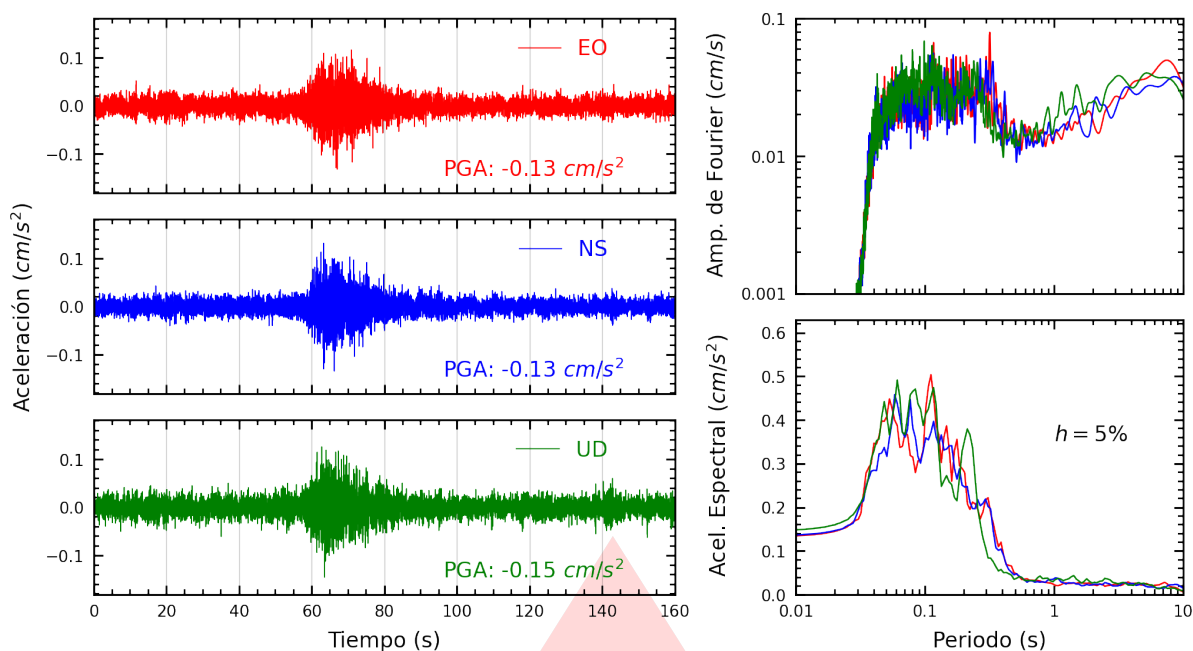 Aceleración (cm/s²)
0.1
0.0
−0.1
EO
PGA: -0.13 cm/s²
0.1
0.0
−0.1
NS
PGA: -0.13 cm/s²
0.1
0.0
−0.1
UD
PGA: -0.15 cm/s²
0 20 40 60 80 100 120 140 160
Tiempo (s)
Amp. de Fourier (cm/s)
0.1
0.01
0.001
Acel. Espectral (cm/s²)
0.6
0.5
0.4
0.3
0.2
0.1
0.0
h = 5%
0.01 0.1 1 10
Periodo (s)